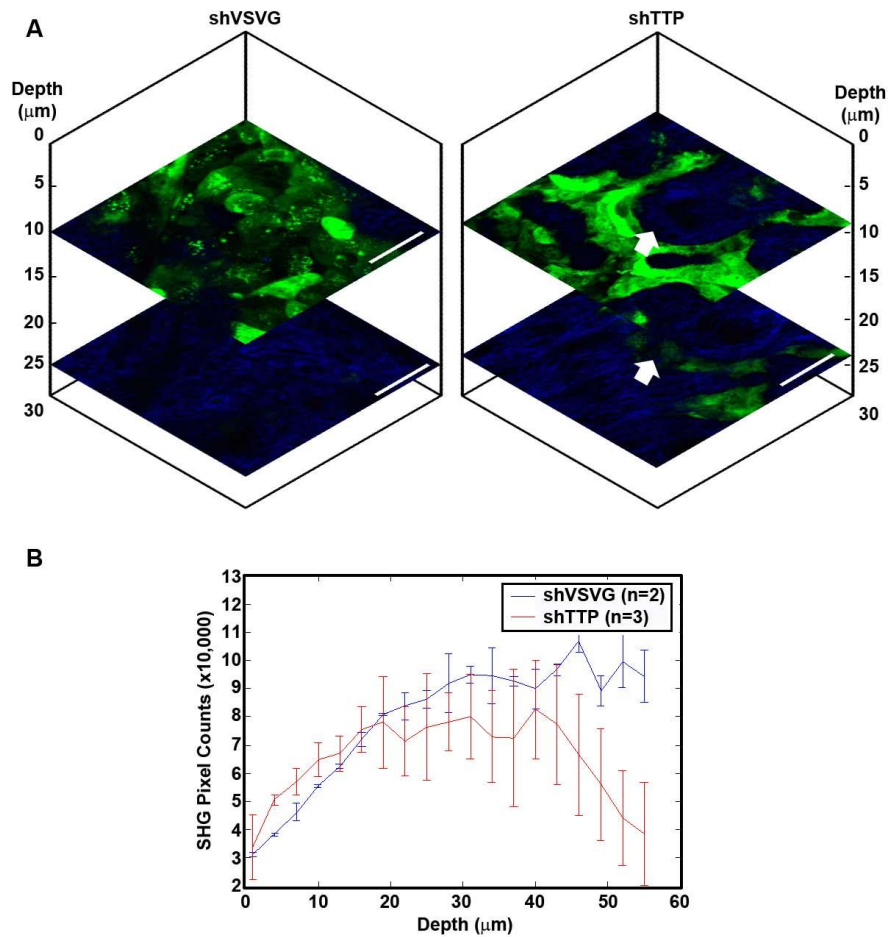 A
shVSVG
shTTP
Depth
(μm)
0
5
10
15
20
25
30
Depth
(μm)
0
5
10
15
20
25
30
B
SHG Pixel Counts (x10,000)
13
12
11
10
9
8
7
6
5
4
3
2
shVSVG (n=2)
shTTP (n=3)
0 10 20 30 40 50 60
Depth (μm)